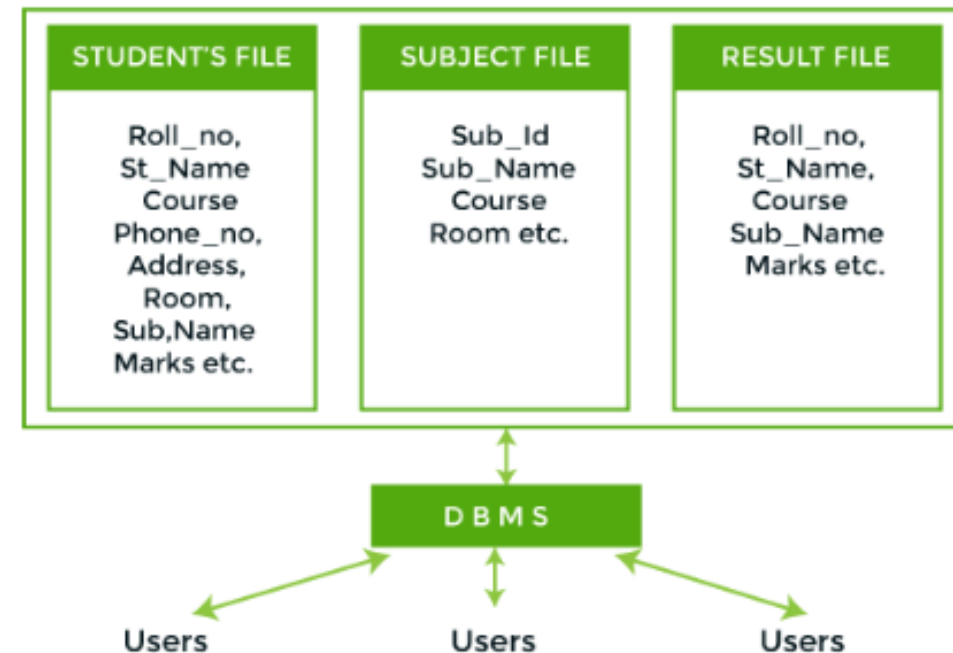 STUDENT'S FILE
Roll_no,
St_Name
Course
Phone_no,
Address,
Room,
Sub,Name
Marks etc.
SUBJECT FILE
Sub_Id
Sub_Name
Course
Room etc.
RESULT FILE
Roll_no,
St_Name,
Course
Sub_Name
Marks etc.
DBMS
Users
Users
Users